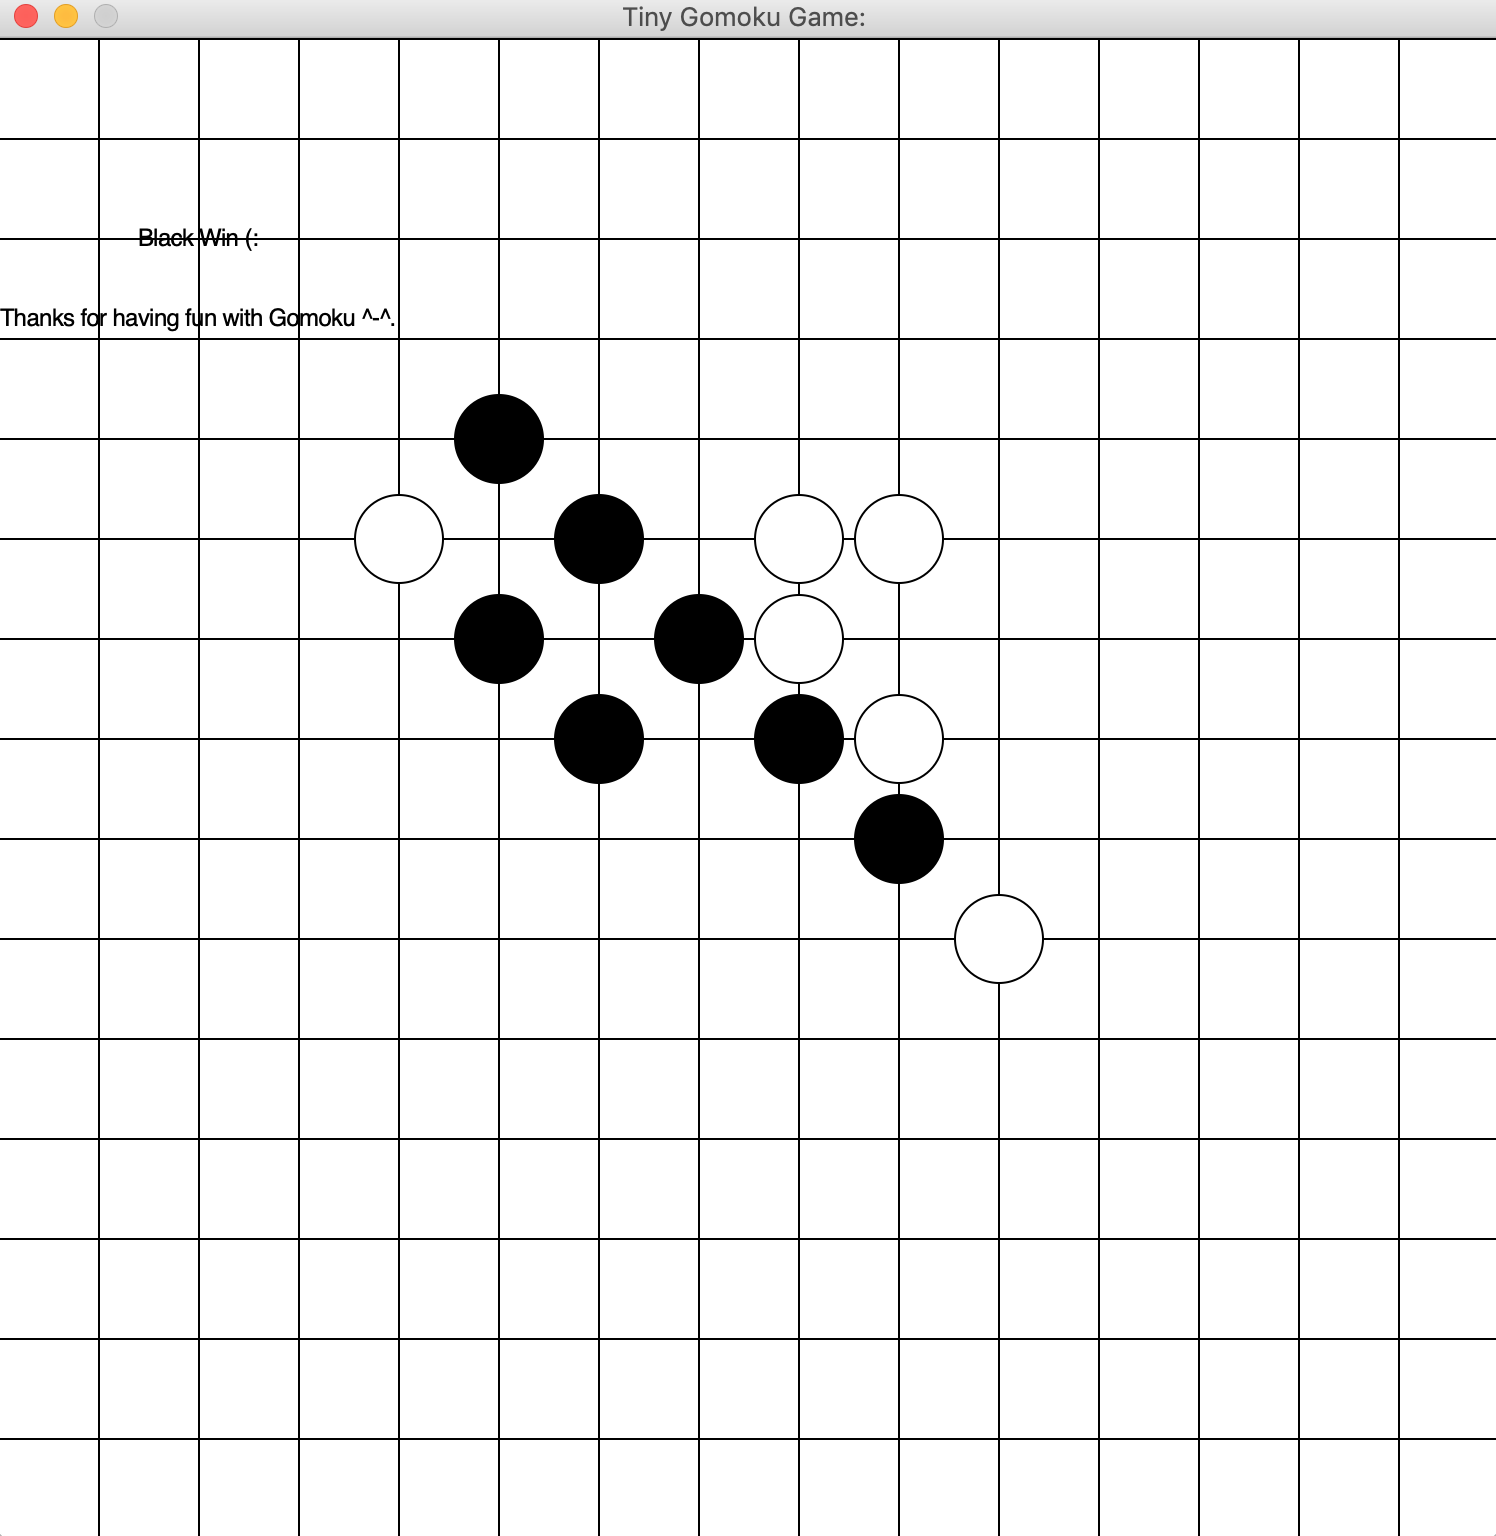 Tiny Gomoku Game:
Black Win (:
Thanks for having fun with Gomoku ^-^.